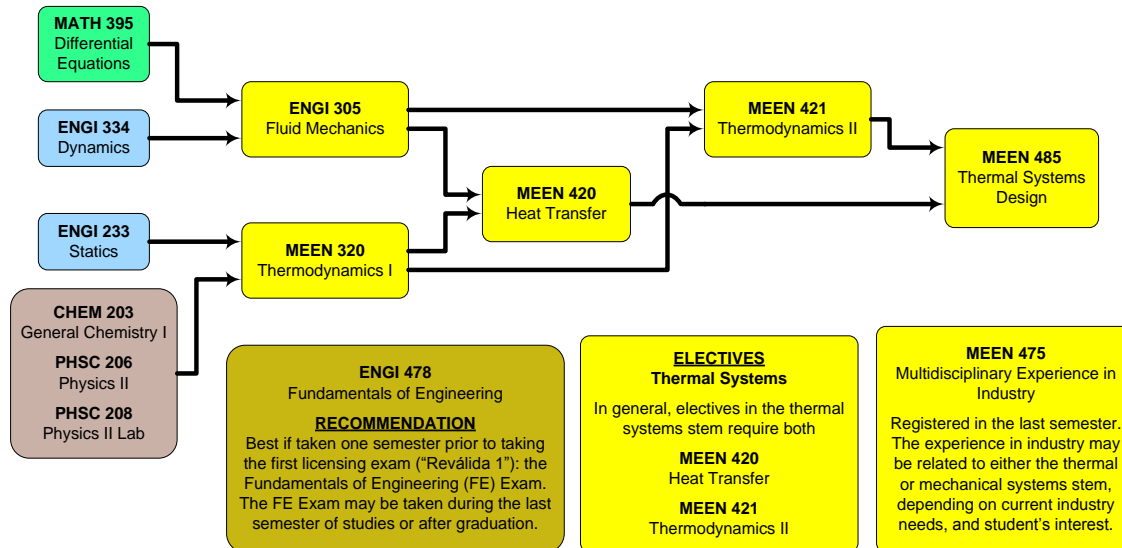 MATH 395
Differential
Equations
ENGI 334
Dynamics
ENGI 305
Fluid Mechanics
MEEN 421
Thermodynamics II
MEEN 485
Thermal Systems
Design
MEEN 420
Heat Transfer
ENGI 233
Statics
MEEN 320
Thermodynamics I
CHEM 203
General Chemistry I
PHSC 206
Physics II
PHSC 208
Physics II Lab
ENGI 478
Fundamentals of Engineering
RECOMMENDATION
Best if taken one semester prior to taking
the first licensing exam (“Reválida 1”): the
Fundamentals of Engineering (FE) Exam.
The FE Exam may be taken during the last
semester of studies or after graduation.
ELECTIVES
Thermal Systems
In general, electives in the thermal
systems stem require both
MEEN 420
Heat Transfer
MEEN 421
Thermodynamics II
MEEN 475
Multidisciplinary Experience in
Industry
Registered in the last semester.
The experience in industry may
be related to either the thermal
or mechanical systems stem,
depending on current industry
needs, and student’s interest.